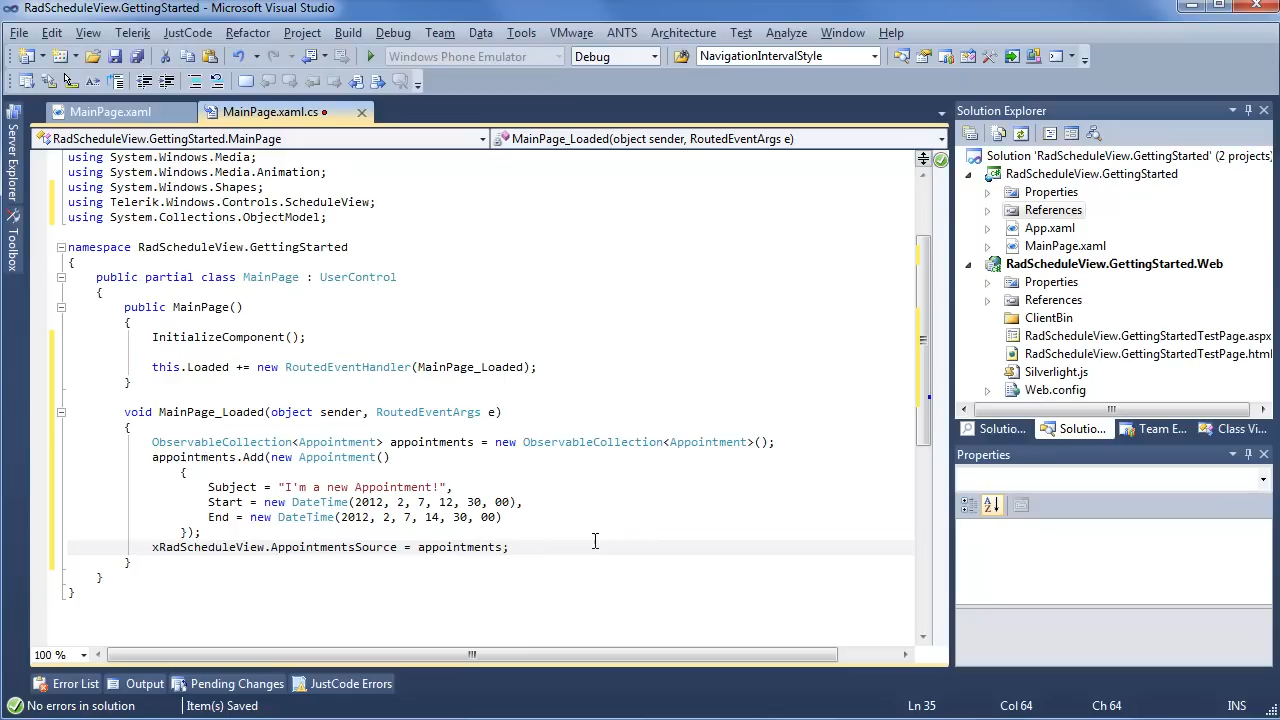 RadScheduleView.GettingStarted - Microsoft Visual Studio
File Edit View Telerik JustCode Refactor Project Build Debug Team Data Tools VMware ANTS Architecture Test Analyze Window Help
Windows Phone Emulator Debug NavigationIntervalStyle
MainPage.xaml MainPage.xaml.cs
RadScheduleView.GettingStarted.MainPage MainPage_Loaded(object sender, RoutedEventArgs e)
Server Explorer
Toolbox
using System.Windows.Media;
using System.Windows.Media.Animation;
using System.Windows.Shapes;
using Telerik.Windows.Controls.ScheduleView;
using System.Collections.ObjectModel;
namespace RadScheduleView.GettingStarted
{
public partial class MainPage : UserControl
{
public MainPage()
{
InitializeComponent();
this.Loaded += new RoutedEventHandler(MainPage_Loaded);
}
void MainPage_Loaded(object sender, RoutedEventArgs e)
{
ObservableCollection<Appointment> appointments = new ObservableCollection<Appointment>();
appointments.Add(new Appointment()
{
Subject = "I'm a new Appointment!",
Start = new DateTime(2012, 2, 7, 12, 30, 00),
End = new DateTime(2012, 2, 7, 14, 30, 00)
});
xRadScheduleView.AppointmentsSource = appointments;
}
}
}
100 %
Solution Explorer
Solution 'RadScheduleView.GettingStarted' (2 projects)
RadScheduleView.GettingStarted
Properties
References
App.xaml
MainPage.xaml
RadScheduleView.GettingStarted.Web
Properties
References
ClientBin
RadScheduleView.GettingStartedTestPage.aspx
RadScheduleView.GettingStartedTestPage.html
Silverlight.js
Web.config
Solutio... Solutio... Team E... Class Vi...
Properties
Error List Output Pending Changes JustCode Errors
No errors in solution Item(s) Saved Ln 35 Col 64 Ch 64 INS